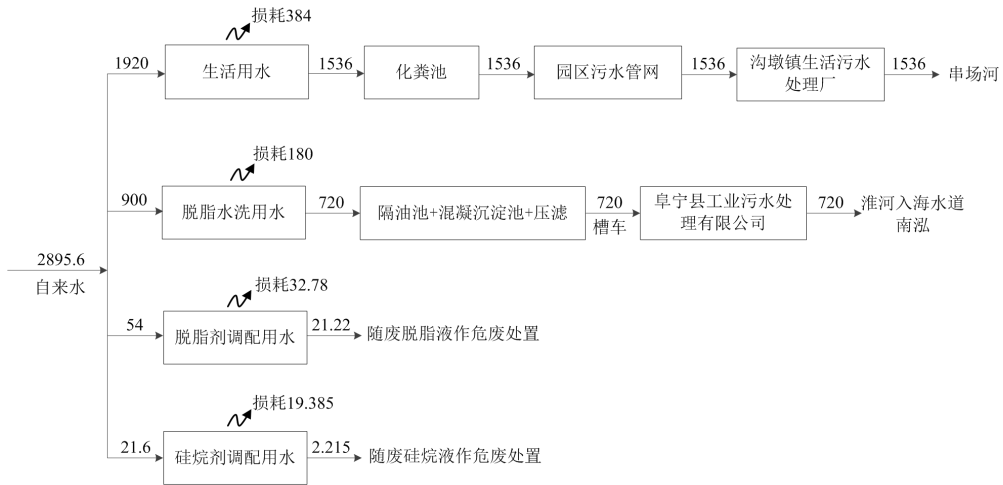 损耗384
1920
生活用水
1536
化粪池
1536
园区污水管网
1536
沟墩镇生活污水
处理厂
1536
串场河
损耗180
900
脱脂水洗用水
720
隔油池+混凝沉淀池+压滤
720
槽车
阜宁县工业污水处
理有限公司
720
淮河入海水道
南泓
2895.6
自来水
损耗32.78
54
脱脂剂调配用水
21.22
随废脱脂液作危废处置
损耗19.385
21.6
硅烷剂调配用水
2.215
随废硅烷液作危废处置